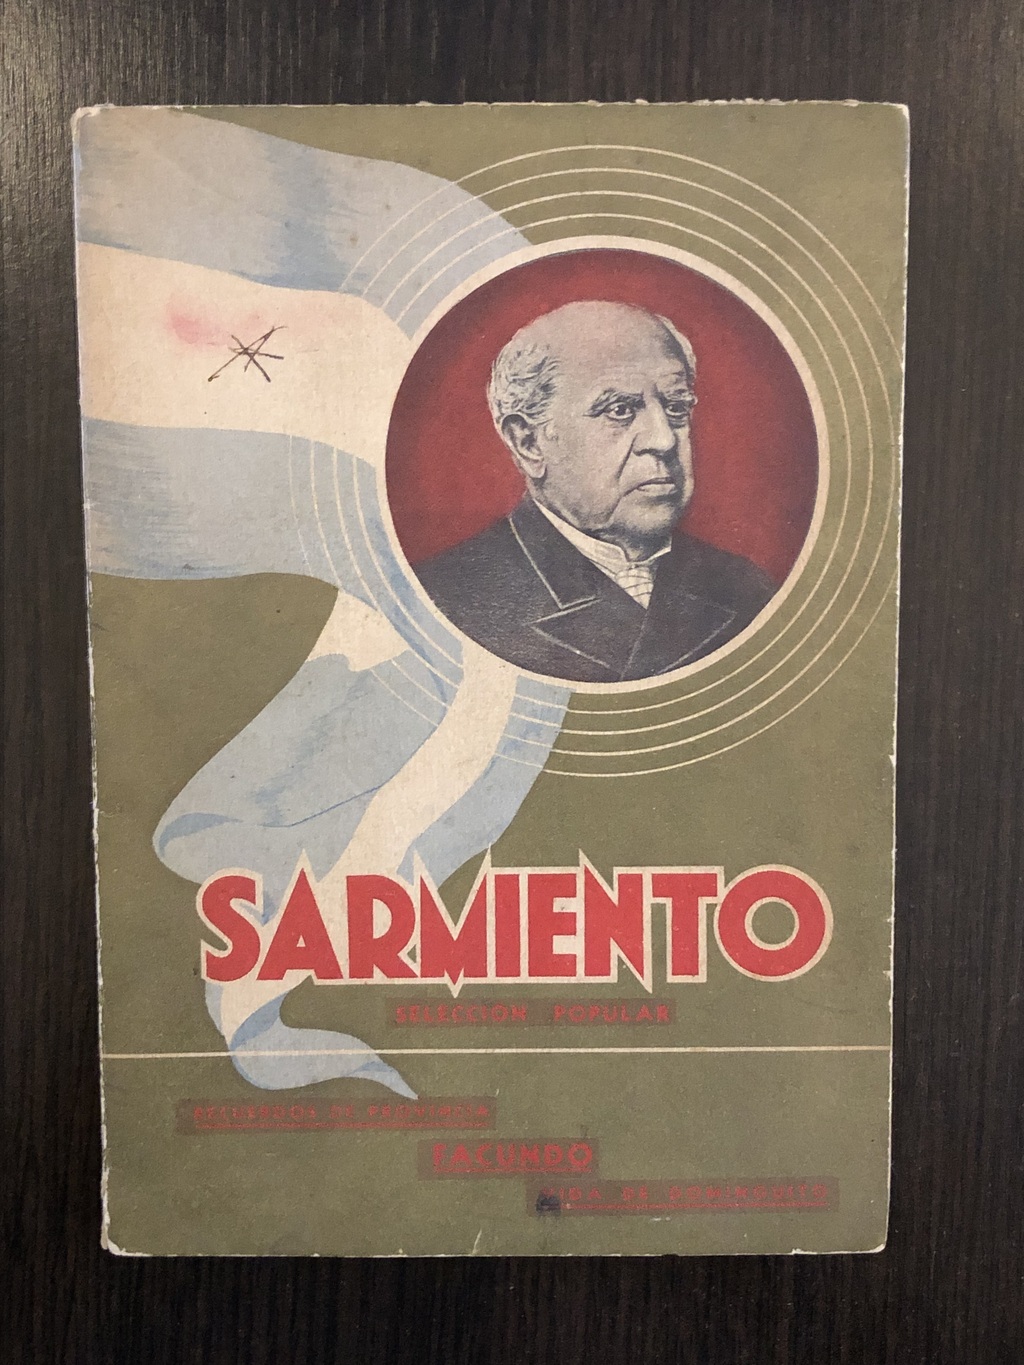 SARMIENTO
SELECCION POPULAR
RECUERDOS DE PROVINCIA
FACUNDO
VIDA DE DOMINGUITO